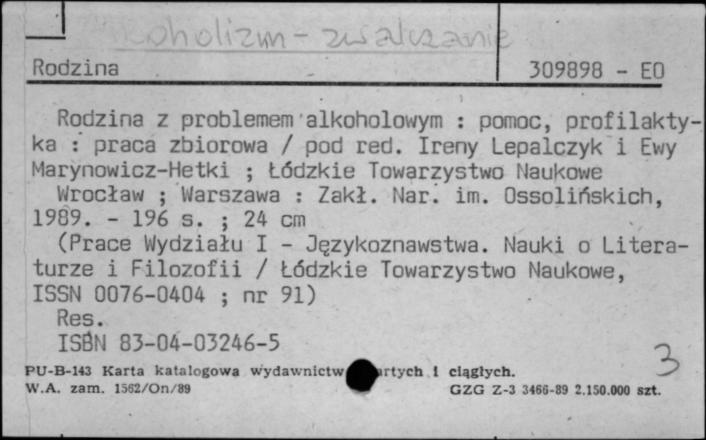 alkoholizm - zwalczanie
Rodzina 309898 - EO
Rodzina z problemem alkoholowym : pomoc, profilakty-
ka : praca zbiorowa / pod red. Ireny Lepalczyk i Ewy
Marynowicz-Hetki ; Łódzkie Towarzystwo Naukowe
Wrocław ; Warszawa : Zakł. Nar. im. Ossolińskich,
1989. - 196 s. ; 24 cm
(Prace Wydziału I - Językoznawstwa. Nauki o Litera-
turze i Filozofii / Łódzkie Towarzystwo Naukowe,
ISSN 0076-0404 ; nr 91)
Res.
ISBN 83-04-03246-5
3
PU-B-143 Karta katalogowa wydawnictw zwartych i ciągłych.
W.A. zam. 1562/On/89 GZG Z-3 3466-89 2.150.000 szt.